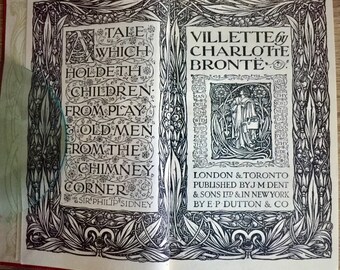 A TALE
WHICH
HOLDETH
CHILDREN
FROM PLAY
& OLD MEN
FROM THE
CHIMNEY
CORNER
SIR PHILIP SIDNEY
VILLETTE by
CHARLOTTE
BRONTË
LONDON & TORONTO
PUBLISHED BY J M DENT
& SONS LTD & IN NEW YORK
BY E P DUTTON & CO